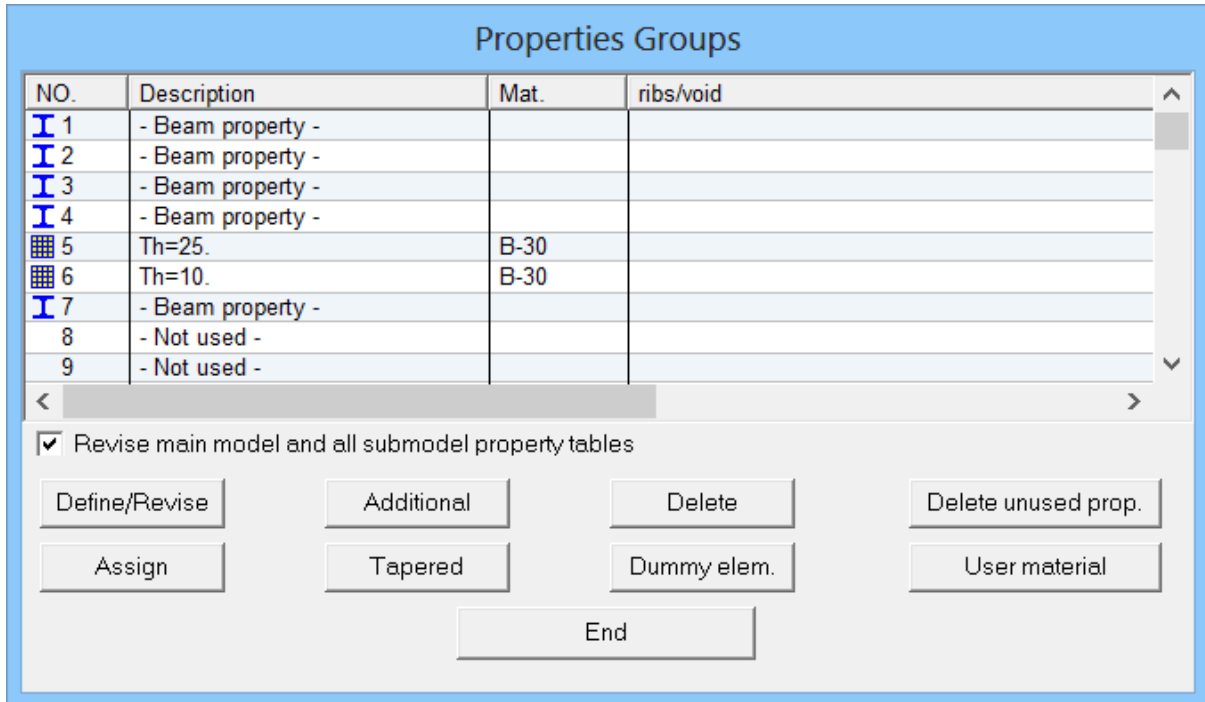 Properties Groups
NO. Description Mat. ribs/void
1 - Beam property -
2 - Beam property -
3 - Beam property -
4 - Beam property -
5 Th=25. B-30
6 Th=10. B-30
7 - Beam property -
8 - Not used -
9 - Not used -
Revise main model and all submodel property tables
Define/Revise Additional Delete Delete unused prop.
Assign Tapered Dummy elem. User material
End